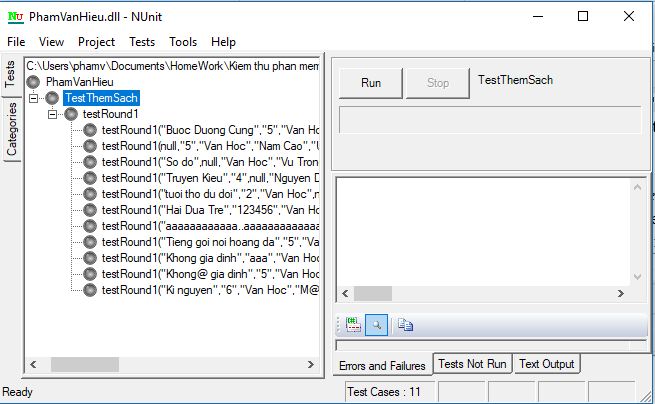 PhamVanHieu.dll - NUnit
File View Project Tests Tools Help
Tests
Categories
C:\Users\phamv\Documents\HomeWork\Kiem thu phan mem
PhamVanHieu
TestThemSach
testRound1
testRound1("Buoc Duong Cung","5","Van Hoc
testRound1(null,"5","Van Hoc","Nam Cao","
testRound1("So do",null,"Van Hoc","Vu Tron
testRound1("Truyen Kieu","4",null,"Nguyen D
testRound1("tuoi tho du doi","2","Van Hoc",n
testRound1("Hai Dua Tre","123456","Van Ho
testRound1("aaaaaaaaaaaa..aaaaaaaaaaaaa
testRound1("Tieng goi noi hoang da","5","Va
testRound1("Khong gia dinh","aaa","Van Ho
testRound1("Khong@ gia dinh","5","Van Hoc
testRound1("Ki nguyen","6","Van Hoc","M@
Run
Stop
TestThemSach
Errors and Failures
Tests Not Run
Text Output
Ready
Test Cases : 11